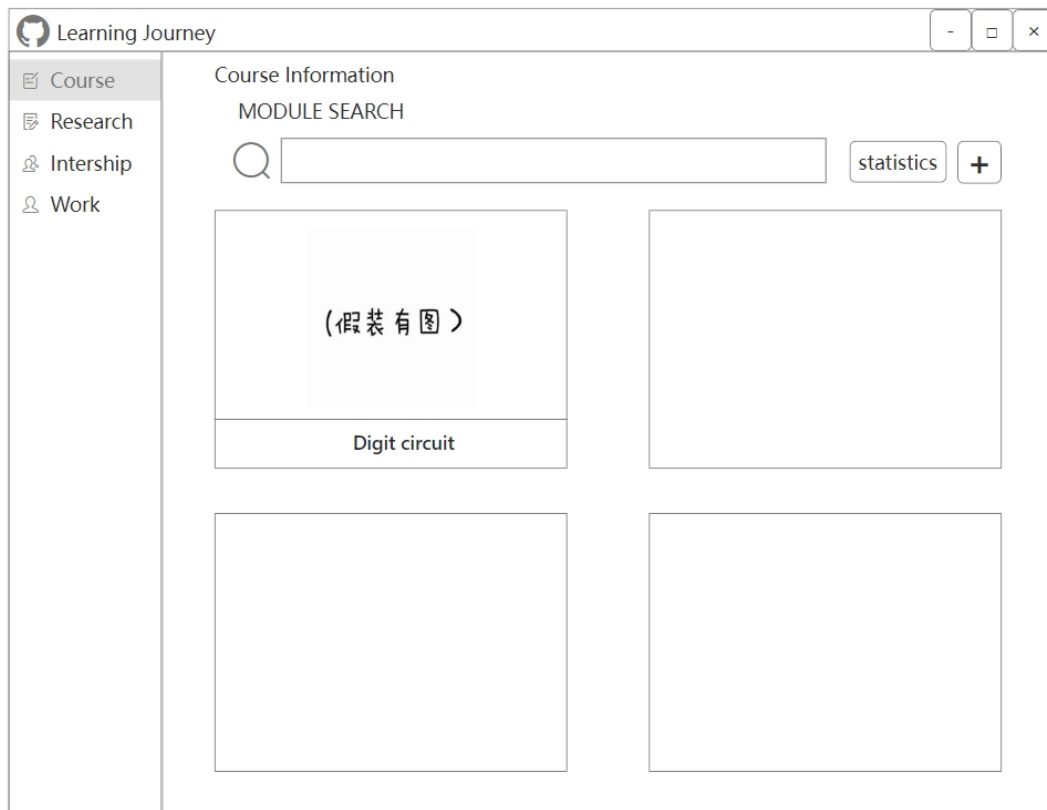 Learning Journey
- □ ×
Course
Research
Intership
Work
Course Information
MODULE SEARCH
statistics +
(假装有图)
Digit circuit